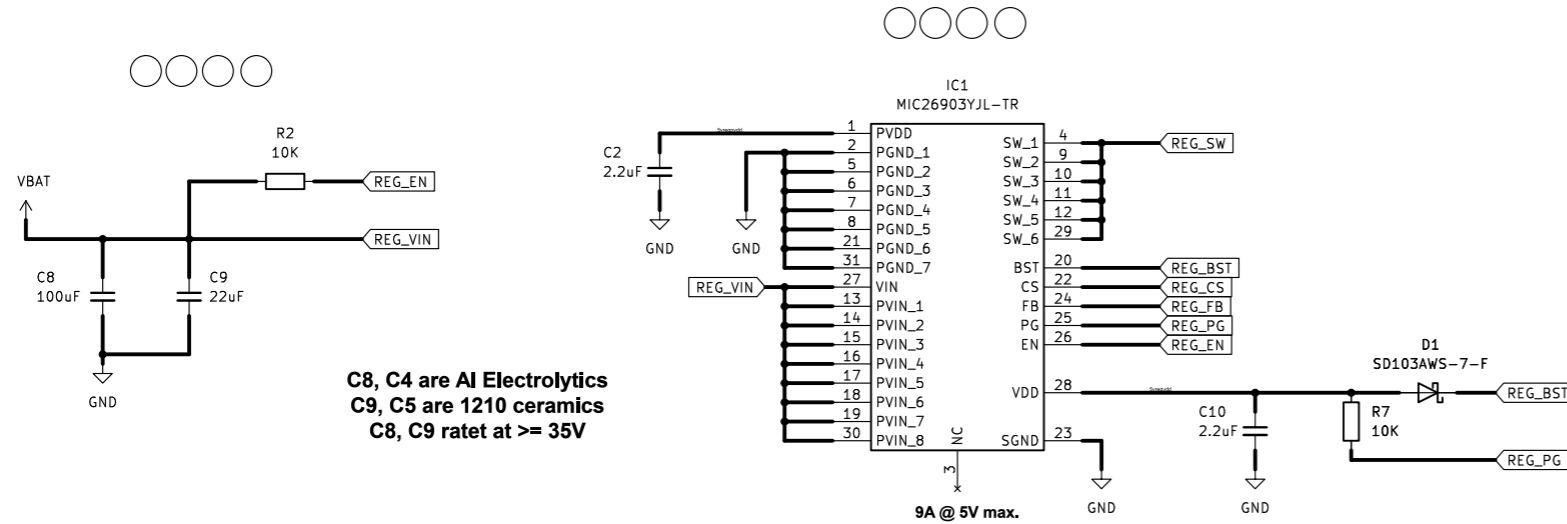 R2
10K
VBAT
REG_EN
REG_VIN
C8
100uF
C9
22uF
GND
C8, C4 are Al Electrolytics
C9, C5 are 1210 ceramics
C8, C9 ratet at >= 35V
IC1
MIC26903YJL-TR
C2
2.2uF
GND
GND
REG_VIN
1 PVDD
2 PGND_1
5 PGND_2
6 PGND_3
7 PGND_4
8 PGND_5
21 PGND_6
31 PGND_7
27 VIN
13 PVIN_1
14 PVIN_2
15 PVIN_3
16 PVIN_4
17 PVIN_5
18 PVIN_6
19 PVIN_7
30 PVIN_8
SW_1 4 REG_SW
SW_2 9
SW_3 10
SW_4 11
SW_5 12
SW_6 29
BST 20 REG_BST
CS 22 REG_CS
FB 24 REG_FB
PG 25 REG_PG
EN 26 REG_EN
VDD 28
SGND 23
NC
3
9A @ 5V max.
GND
C10
2.2uF
GND
D1
SD103AWS-7-F
REG_BST
R7
10K
REG_PG